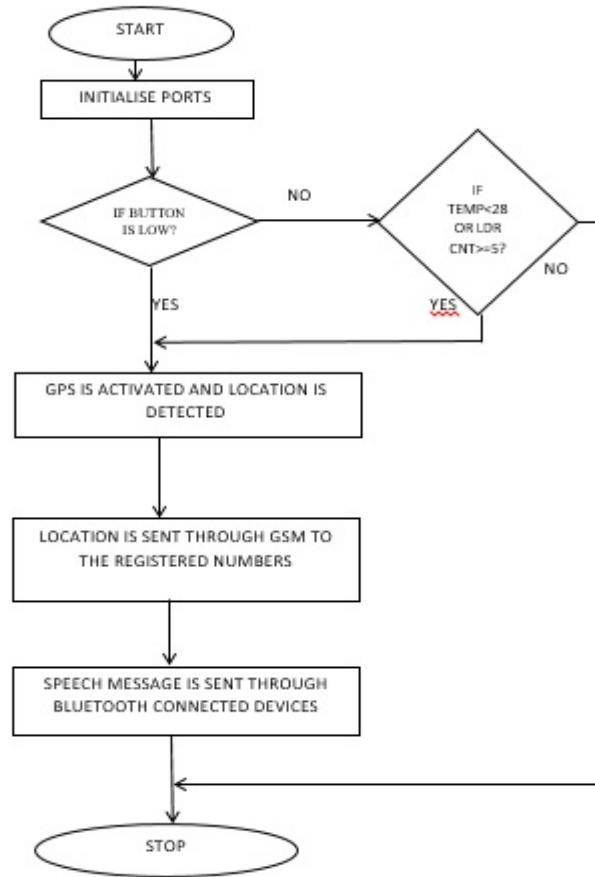 START
INITIALISE PORTS
IF BUTTON
IS LOW?
NO
IF
TEMP<28
OR LDR
CNT>=5?
NO
YES
YES
GPS IS ACTIVATED AND LOCATION IS
DETECTED
LOCATION IS SENT THROUGH GSM TO
THE REGISTERED NUMBERS
SPEECH MESSAGE IS SENT THROUGH
BLUETOOTH CONNECTED DEVICES
STOP